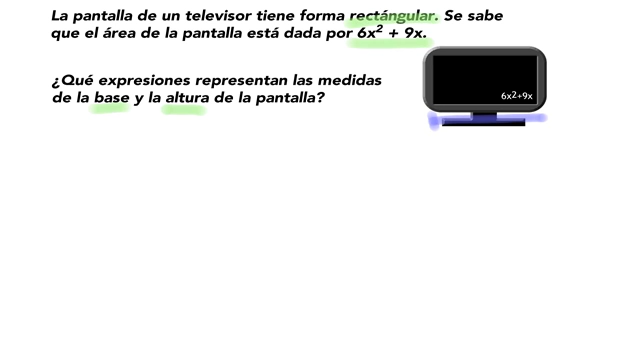 La pantalla de un televisor tiene forma rectángular. Se sabe
que el área de la pantalla está dada por 6x² + 9x.
¿Qué expresiones representan las medidas
de la base y la altura de la pantalla?
6x²+9x